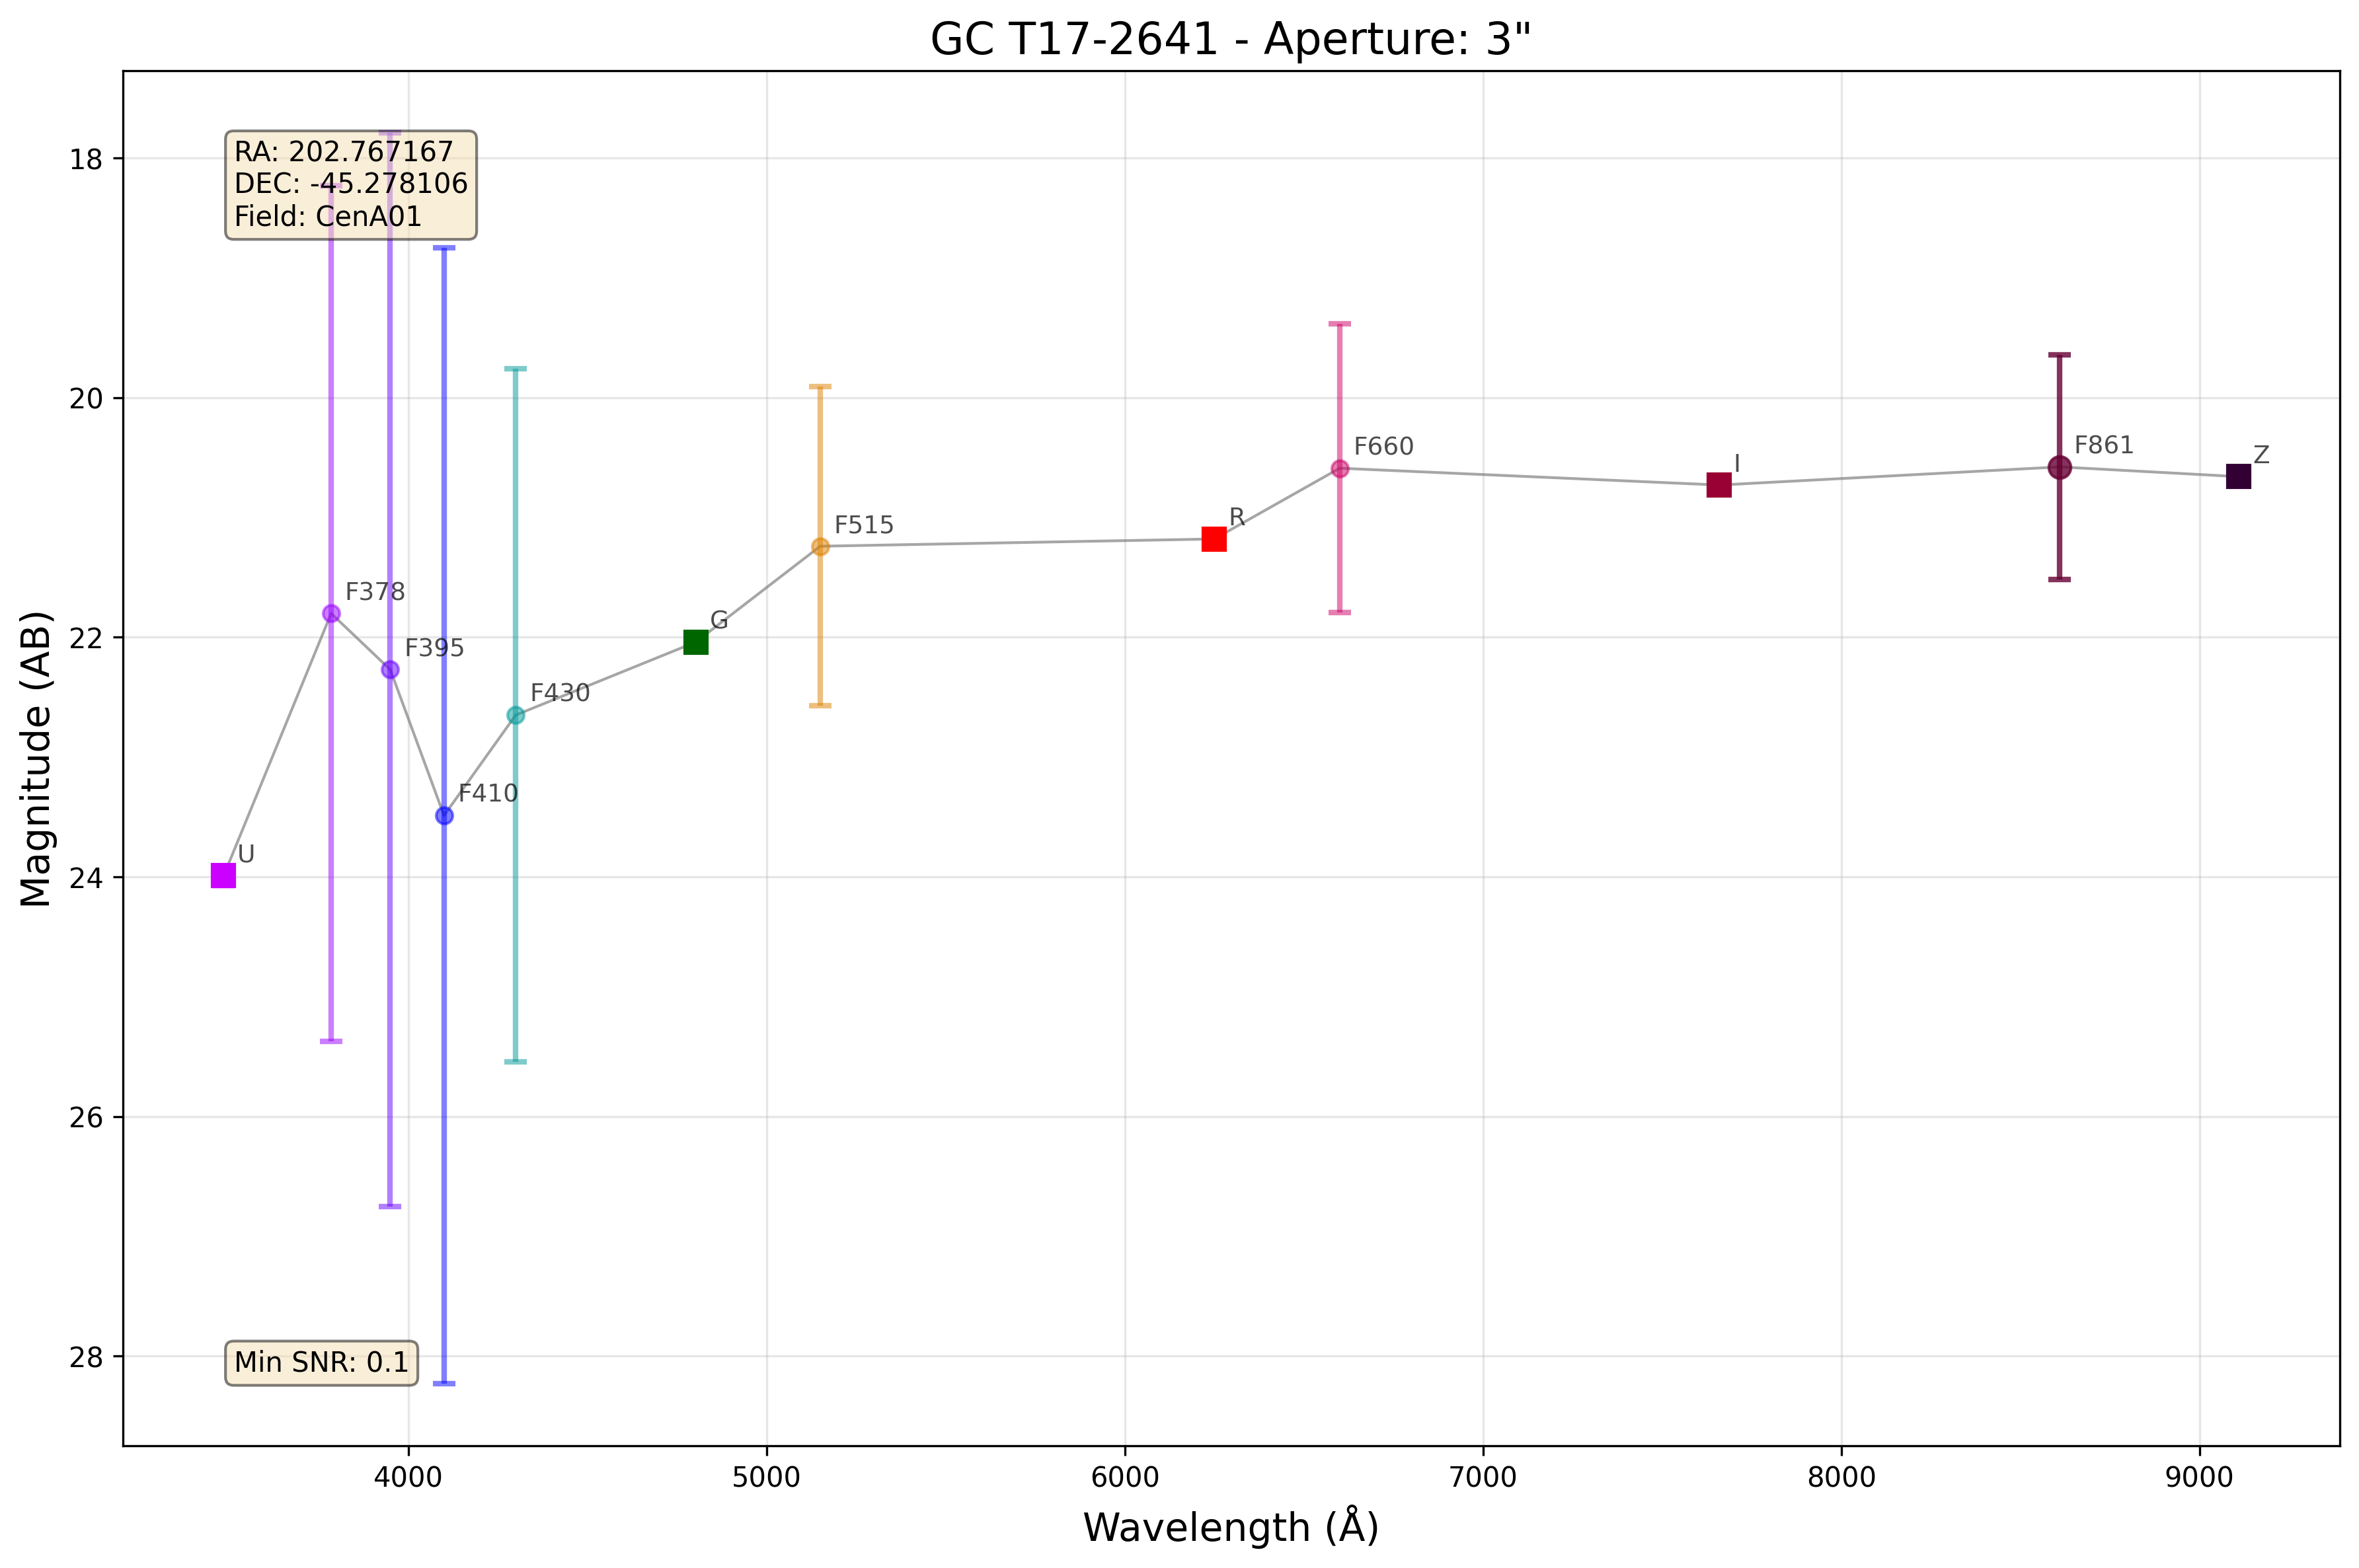 GC T17-2641 - Aperture: 3"
RA: 202.767167
DEC: -45.278106
Field: CenA01
18
20
22
24
26
28
Magnitude (AB)
U
F378
F395
F410
F430
G
F515
R
F660
I
F861
Z
Min SNR: 0.1
4000
5000
6000
7000
8000
9000
Wavelength (Å)